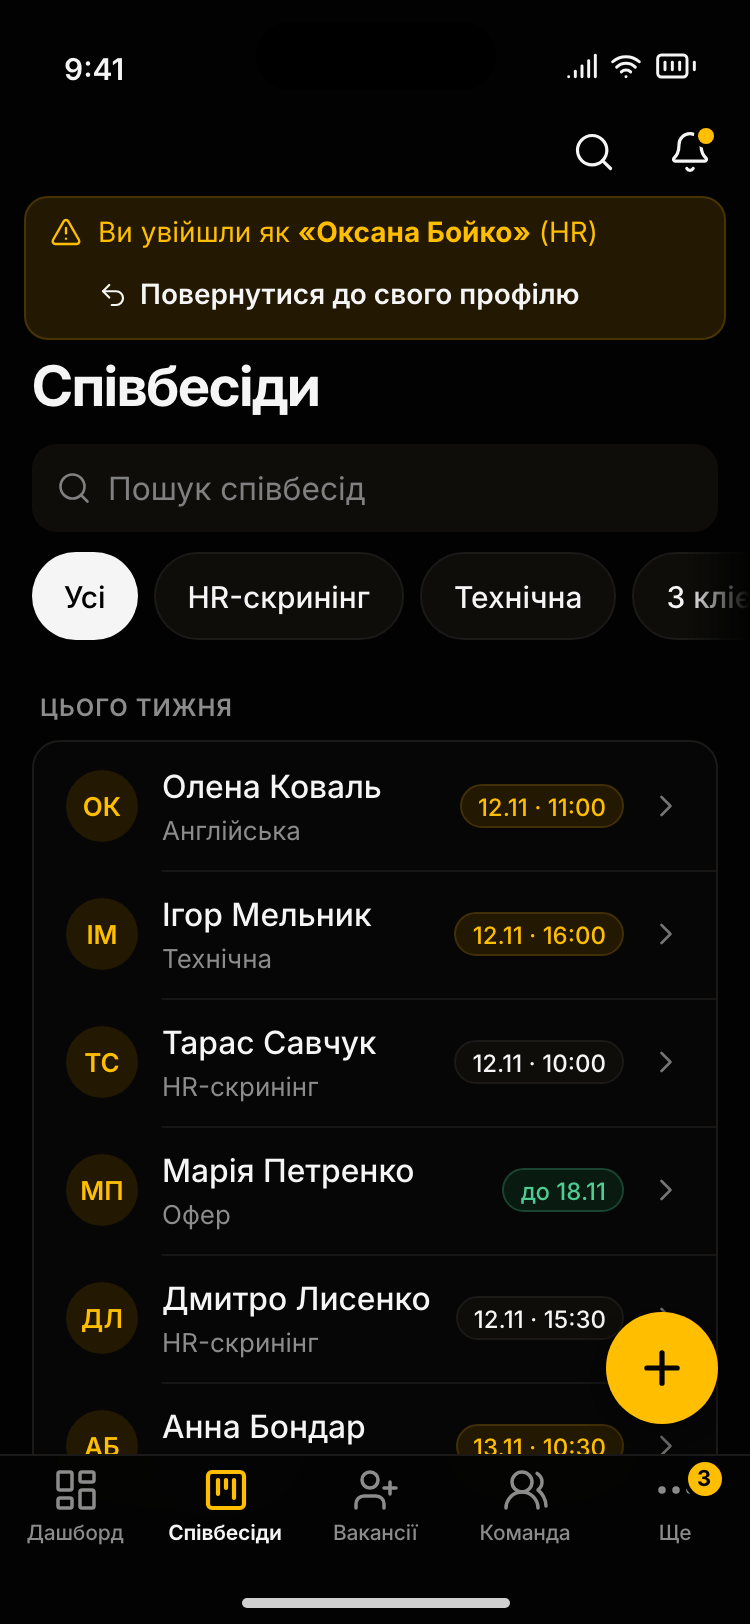 9:41
Ви увійшли як «Оксана Бойко» (HR)
Повернутися до свого профілю
Співбесіди
Пошук співбесід
Усі
HR-скринінг
Технічна
З кліє
ЦЬОГО ТИЖНЯ
ОК
Олена Коваль
Англійська
12.11 · 11:00
ІМ
Ігор Мельник
Технічна
12.11 · 16:00
ТС
Тарас Савчук
HR-скринінг
12.11 · 10:00
МП
Марія Петренко
Офер
до 18.11
ДЛ
Дмитро Лисенко
HR-скринінг
12.11 · 15:30
АБ
Анна Бондар
13.11 · 10:30
3
Дашборд
Співбесіди
Вакансії
Команда
Ще